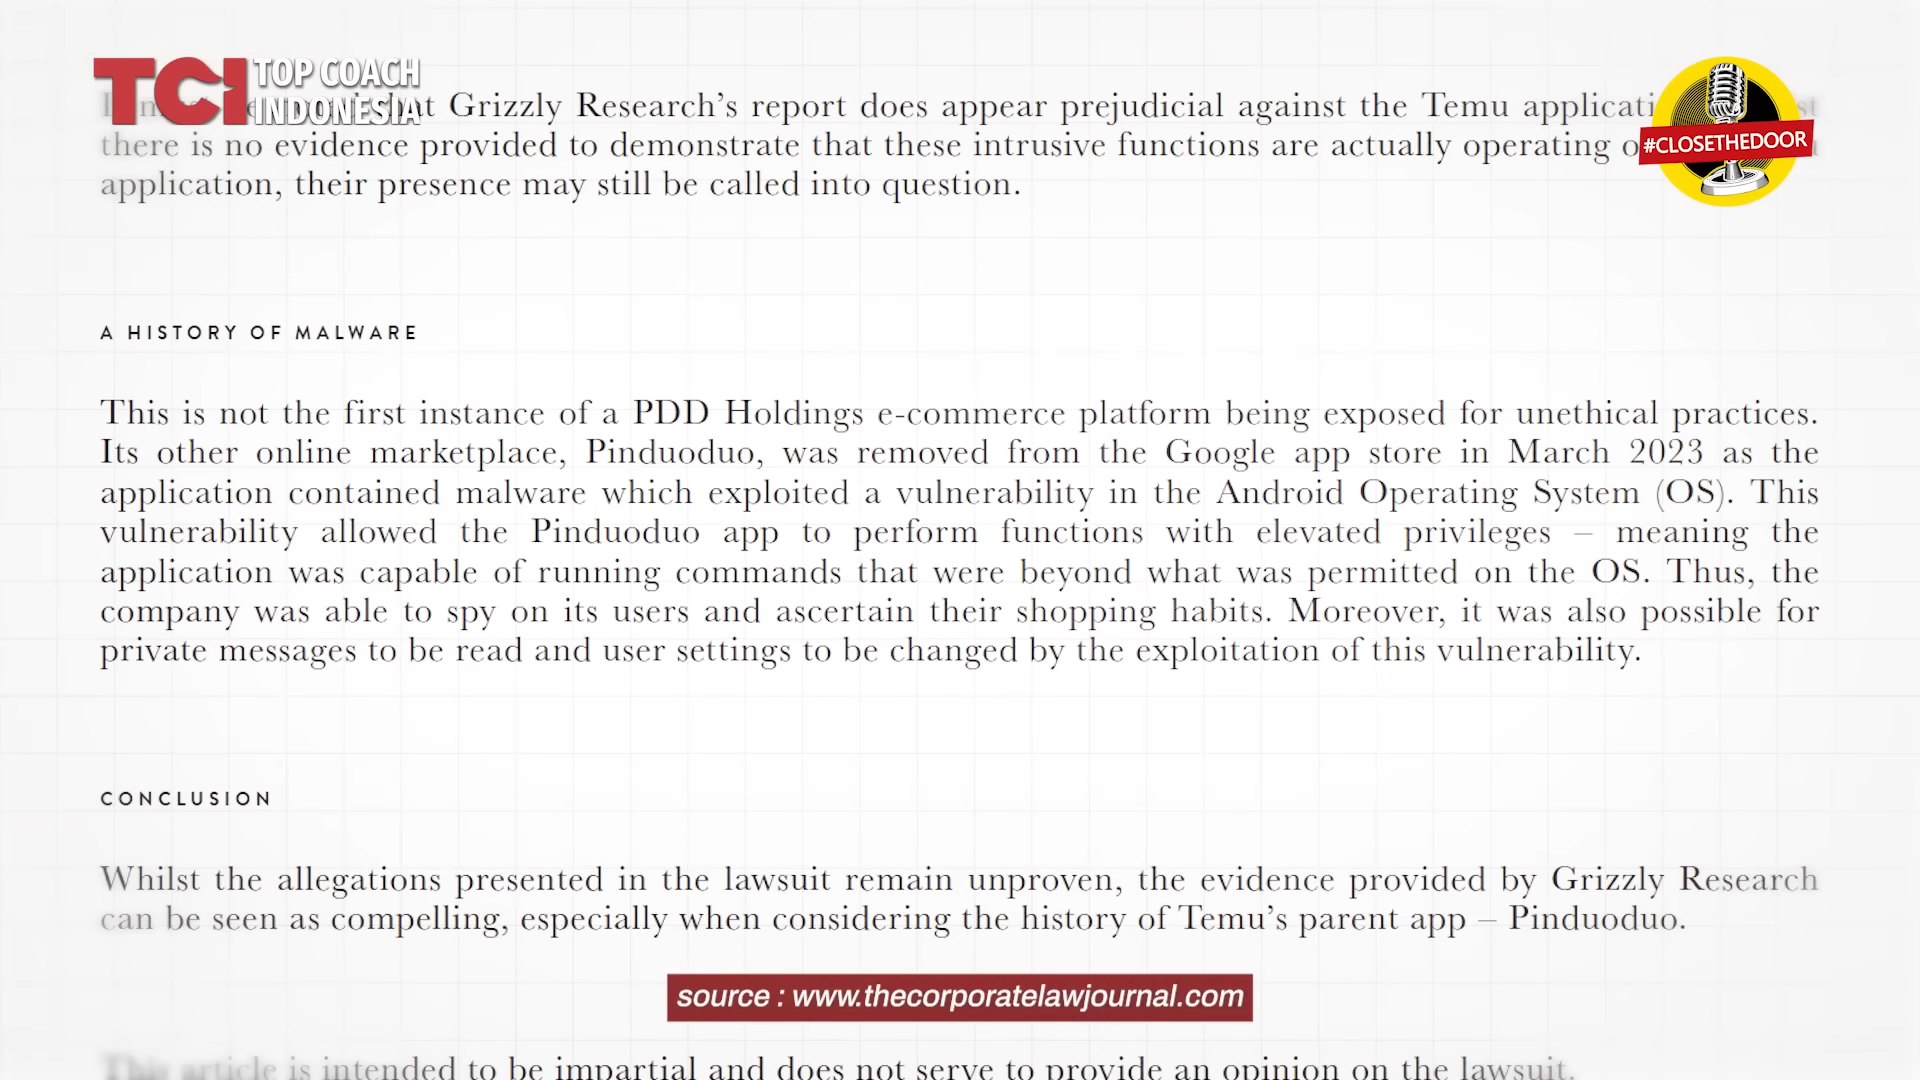 TCI TOP COACH
INDONESIA
Grizzly Research’s report does appear prejudicial against the Temu
there is no evidence provided to demonstrate that these intrusive functions are actually operating
application, their presence may still be called into question.
#CLOSETHEDOOR
A HISTORY OF MALWARE
This is not the first instance of a PDD Holdings e-commerce platform being exposed for unethical practices.
Its other online marketplace, Pinduoduo, was removed from the Google app store in March 2023 as the
application contained malware which exploited a vulnerability in the Android Operating System (OS). This
vulnerability allowed the Pinduoduo app to perform functions with elevated privileges – meaning the
application was capable of running commands that were beyond what was permitted on the OS. Thus, the
company was able to spy on its users and ascertain their shopping habits. Moreover, it was also possible for
private messages to be read and user settings to be changed by the exploitation of this vulnerability.
CONCLUSION
Whilst the allegations presented in the lawsuit remain unproven, the evidence provided by Grizzly Research
can be seen as compelling, especially when considering the history of Temu’s parent app – Pinduoduo.
source : www.thecorporatelawjournal.com
This article is intended to be impartial and does not serve to provide an opinion on the lawsuit.